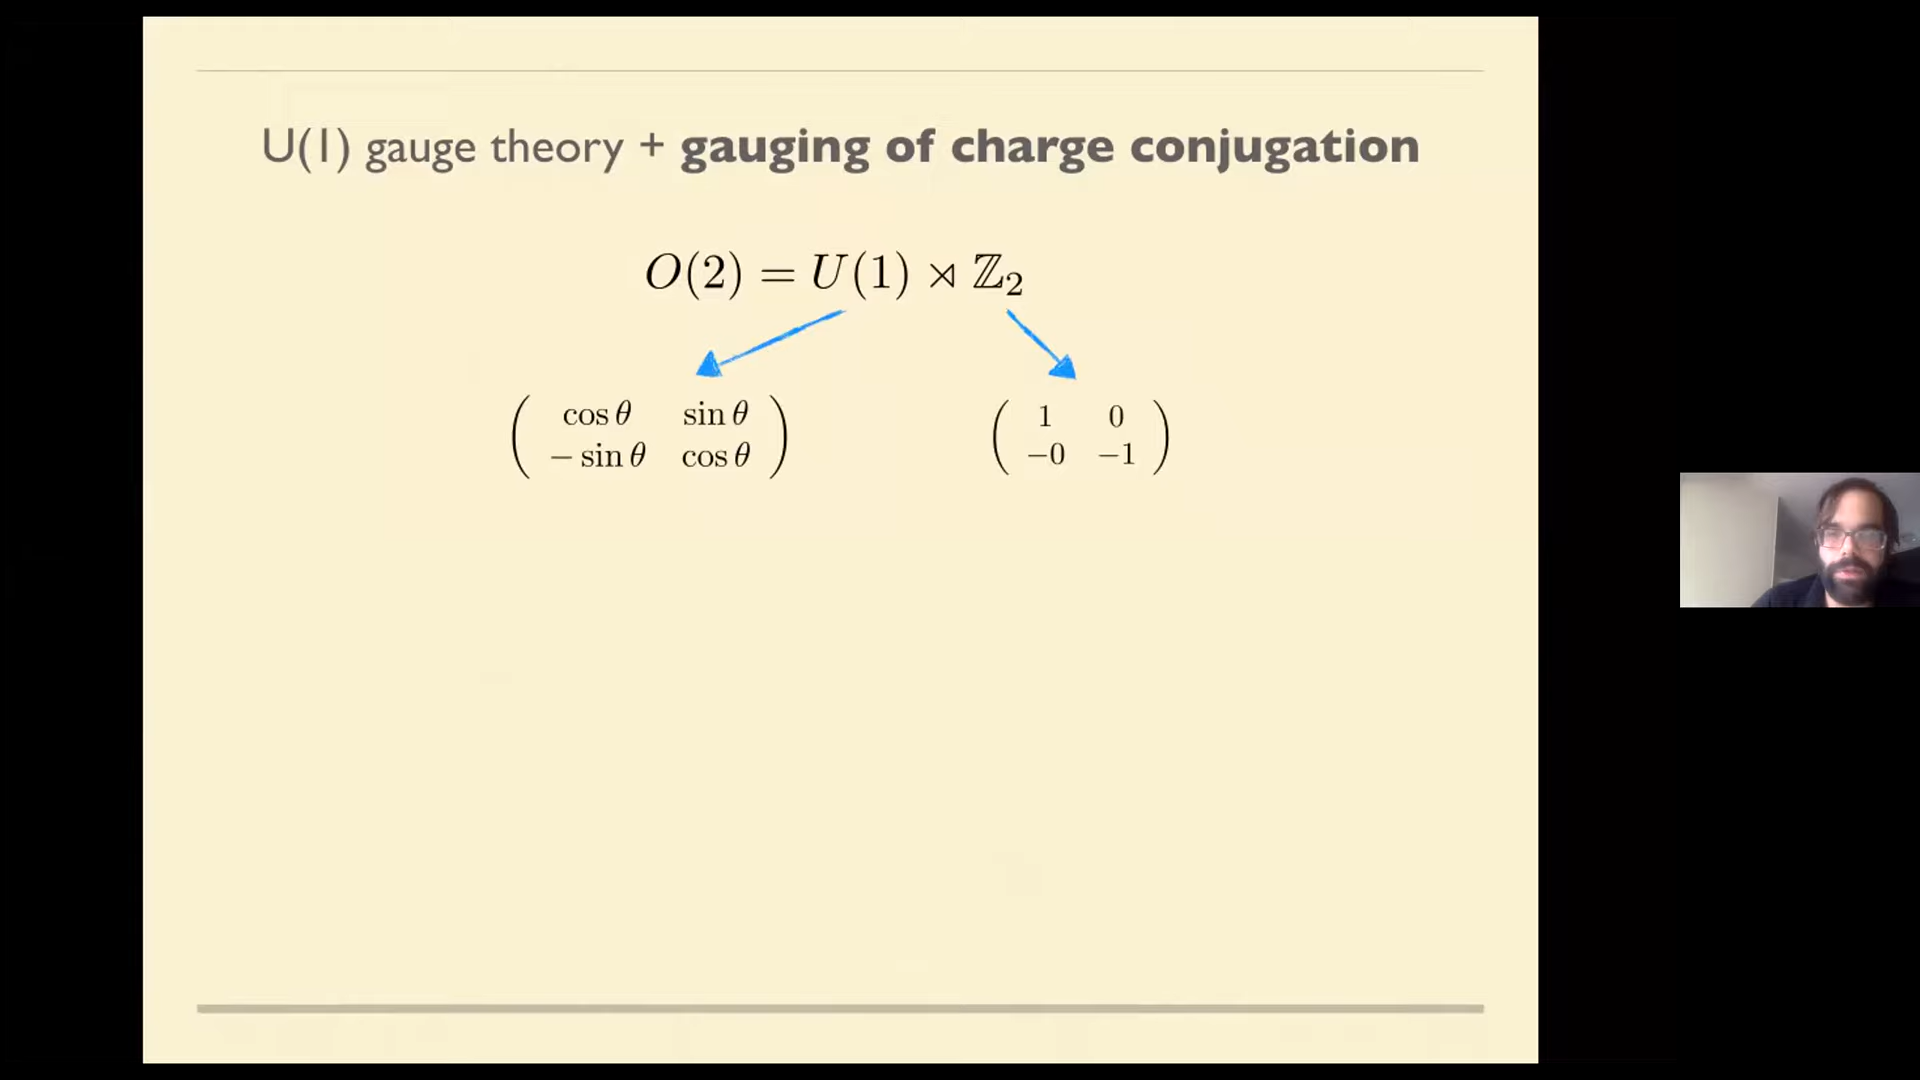 U(1) gauge theory + gauging of charge conjugation
O(2) = U(1) ⋊ ℤ₂
( cos θ sin θ ) ( 1 0 )
( − sin θ cos θ ) ( −0 −1 )